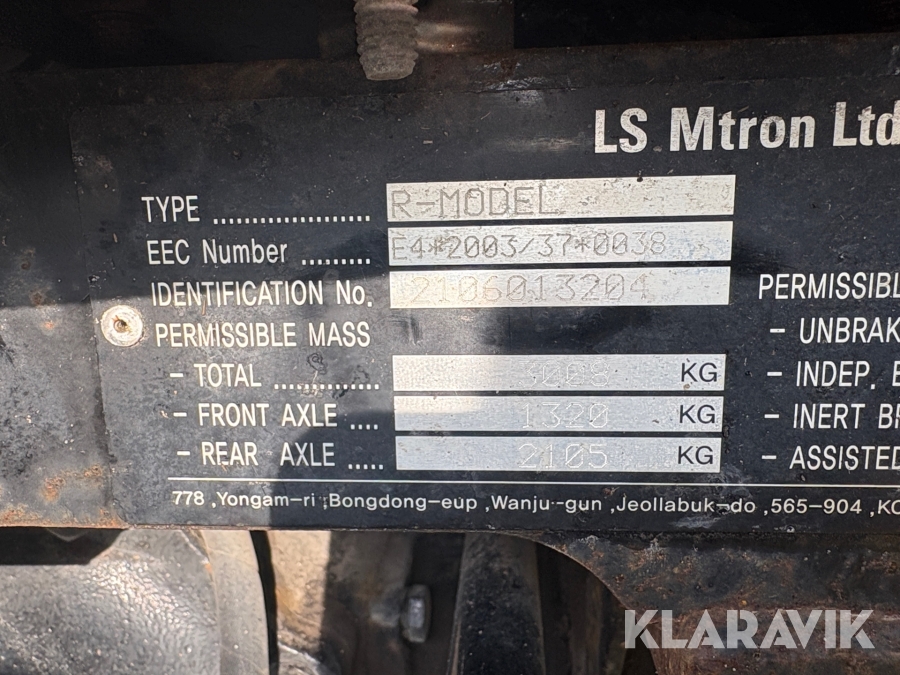 LS Mtron Ltd
TYPE .................... R-MODEL
EEC Number ......... E4*2003/37*0038
IDENTIFICATION No. 2106013204
PERMISSIBLE MASS
- TOTAL ............. KG
- FRONT AXLE .... 1320 KG
- REAR AXLE ..... 2105 KG
PERMISSIBL
- UNBRAK
- INDEP.
- INERT
- ASSISTED
778 ,Yongam-ri ,Bongdong-eup ,Wanju-gun ,Jeollabuk-do ,565-904 ,KO
KLARAVIK